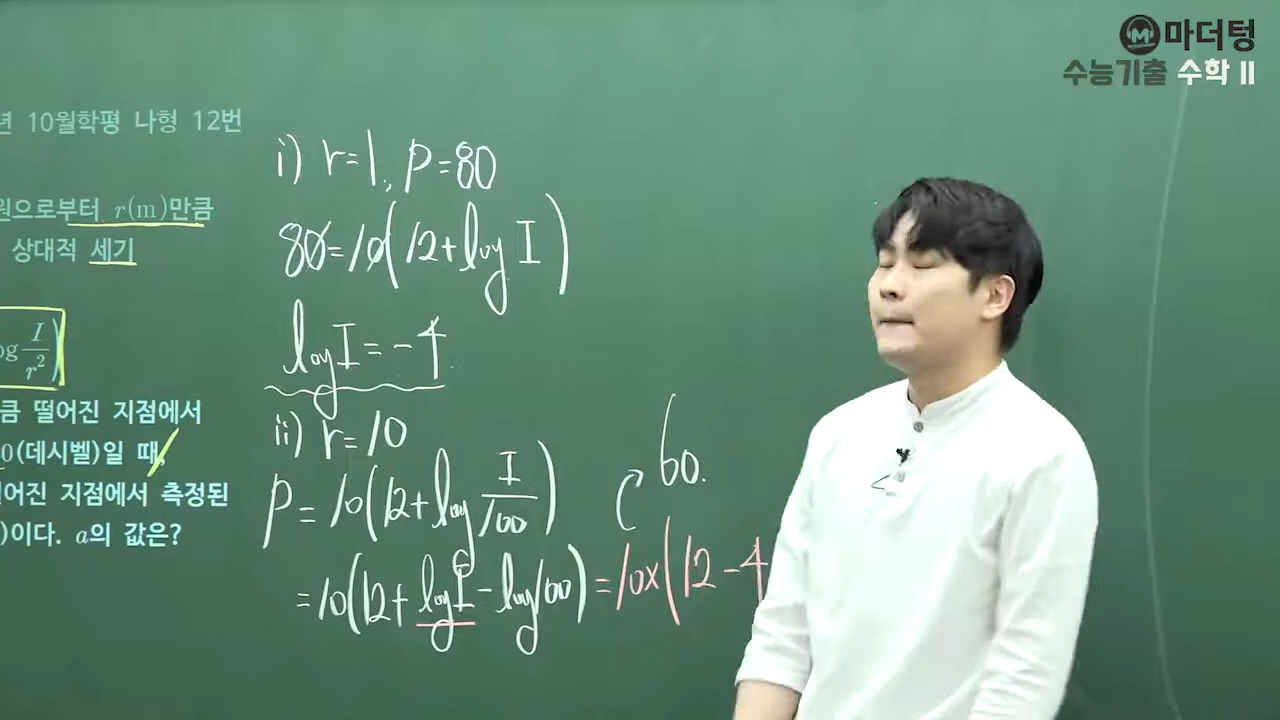 마더텅
수능기출 수학 II
년 10월학평 나형 12번
원으로부터 r(m)만큼
상대적 세기
og I/r²)
큼 떨어진 지점에서
0(데시벨)일 때,
어진 지점에서 측정된
)이다. a의 값은?
i) r=1, P=80
80=10(12+log I)
log I = -4
ii) r=10
P=10(12+log I/100)
=10(12+log I-log100)=10×(12-4
60.